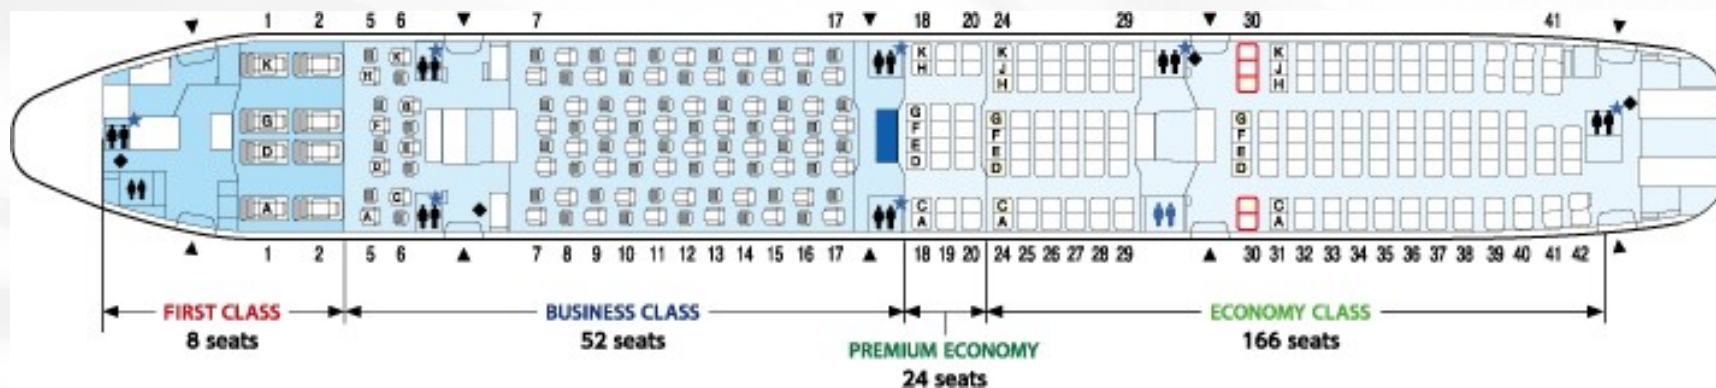 1 2 5 6 ▼ 7 17 ▼ 18 20 24 29 ▼ 30 41
K K K K K
H H J J
H H
G G G G G
F F F F
E E E
D D D D D
A C C C C
A A A A
1 2 5 6 ▲ 7 8 9 10 11 12 13 14 15 16 17 ▲ 18 19 20 24 25 26 27 28 29 ▲ 30 31 32 33 34 35 36 37 38 39 40 41 42
FIRST CLASS BUSINESS CLASS ECONOMY CLASS
8 seats 52 seats 166 seats
PREMIUM ECONOMY
24 seats